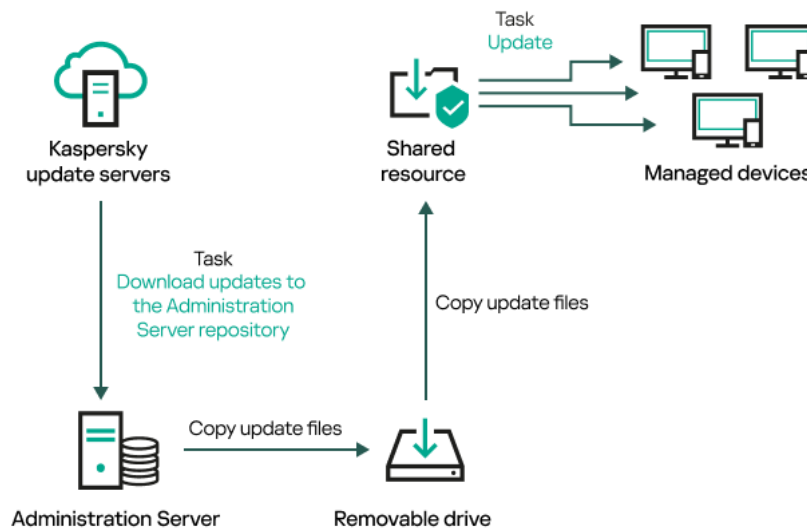 Task
Update
Kaspersky
update servers
Shared
resource
Managed devices
Task
Download updates to
the Administration
Server repository
Copy update files
Copy update files
Administration Server
Removable drive